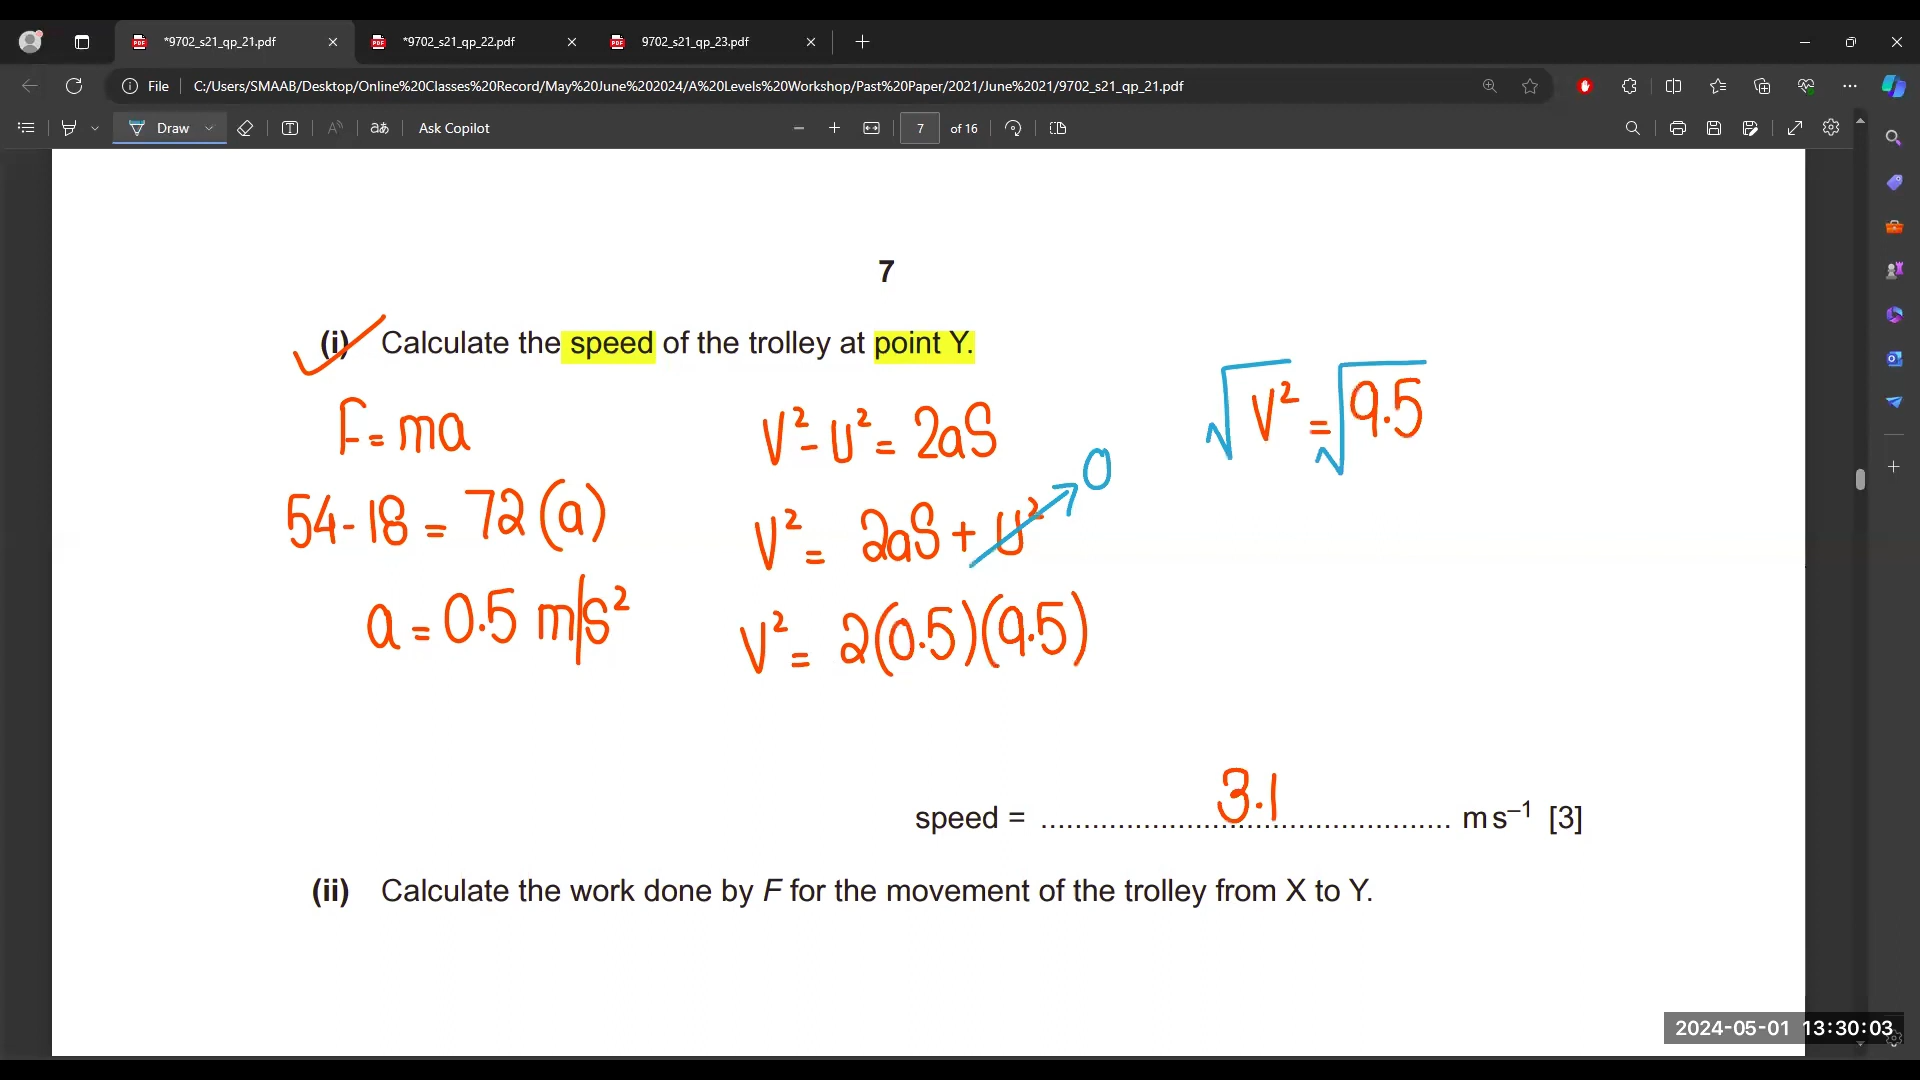 *9702_s21_qp_21.pdf
*9702_s21_qp_22.pdf
9702_s21_qp_23.pdf
File
C:/Users/SMAAB/Desktop/Online%20Classes%20Record/May%20June%202024/A%20Levels%20Workshop/Past%20Paper/2021/June%2021/9702_s21_qp_21.pdf
Draw
Ask Copilot
7 of 16
7
(i) Calculate the speed of the trolley at point Y.
F = ma
54 - 18 = 72 (a)
a = 0.5 m/s²
V² - U² = 2aS
V² = 2aS + U² → 0
V² = 2(0.5)(9.5)
√V² = √9.5
3.1
speed = ................................................ m s⁻¹ [3]
(ii) Calculate the work done by F for the movement of the trolley from X to Y.
2024-05-01 13:30:03